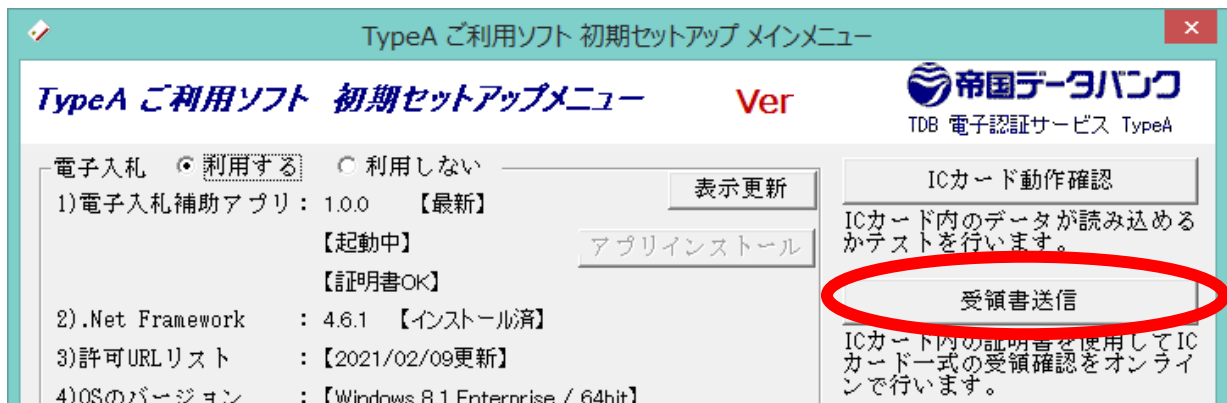 TypeA ご利用ソフト 初期セットアップ メインメニュー
×
TypeA ご利用ソフト 初期セットアップメニュー
Ver
帝国データバンク
TDB 電子認証サービス TypeA
電子入札 利用する 利用しない
表示更新
1)電子入札補助アプリ: 1.0.0 【最新】
【起動中】
アプリインストール
【証明書OK】
2).Net Framework : 4.6.1 【インストール済】
3)許可URLリスト :【2021/02/09更新】
4)OSのバージョン :【Windows 8.1 Enterprise / 64bit】
ICカード動作確認
ICカード内のデータが読み込める
かテストを行います。
受領書送信
ICカード内の証明書を使用してIC
カード一式の受領確認をオンライ
ンで行います。